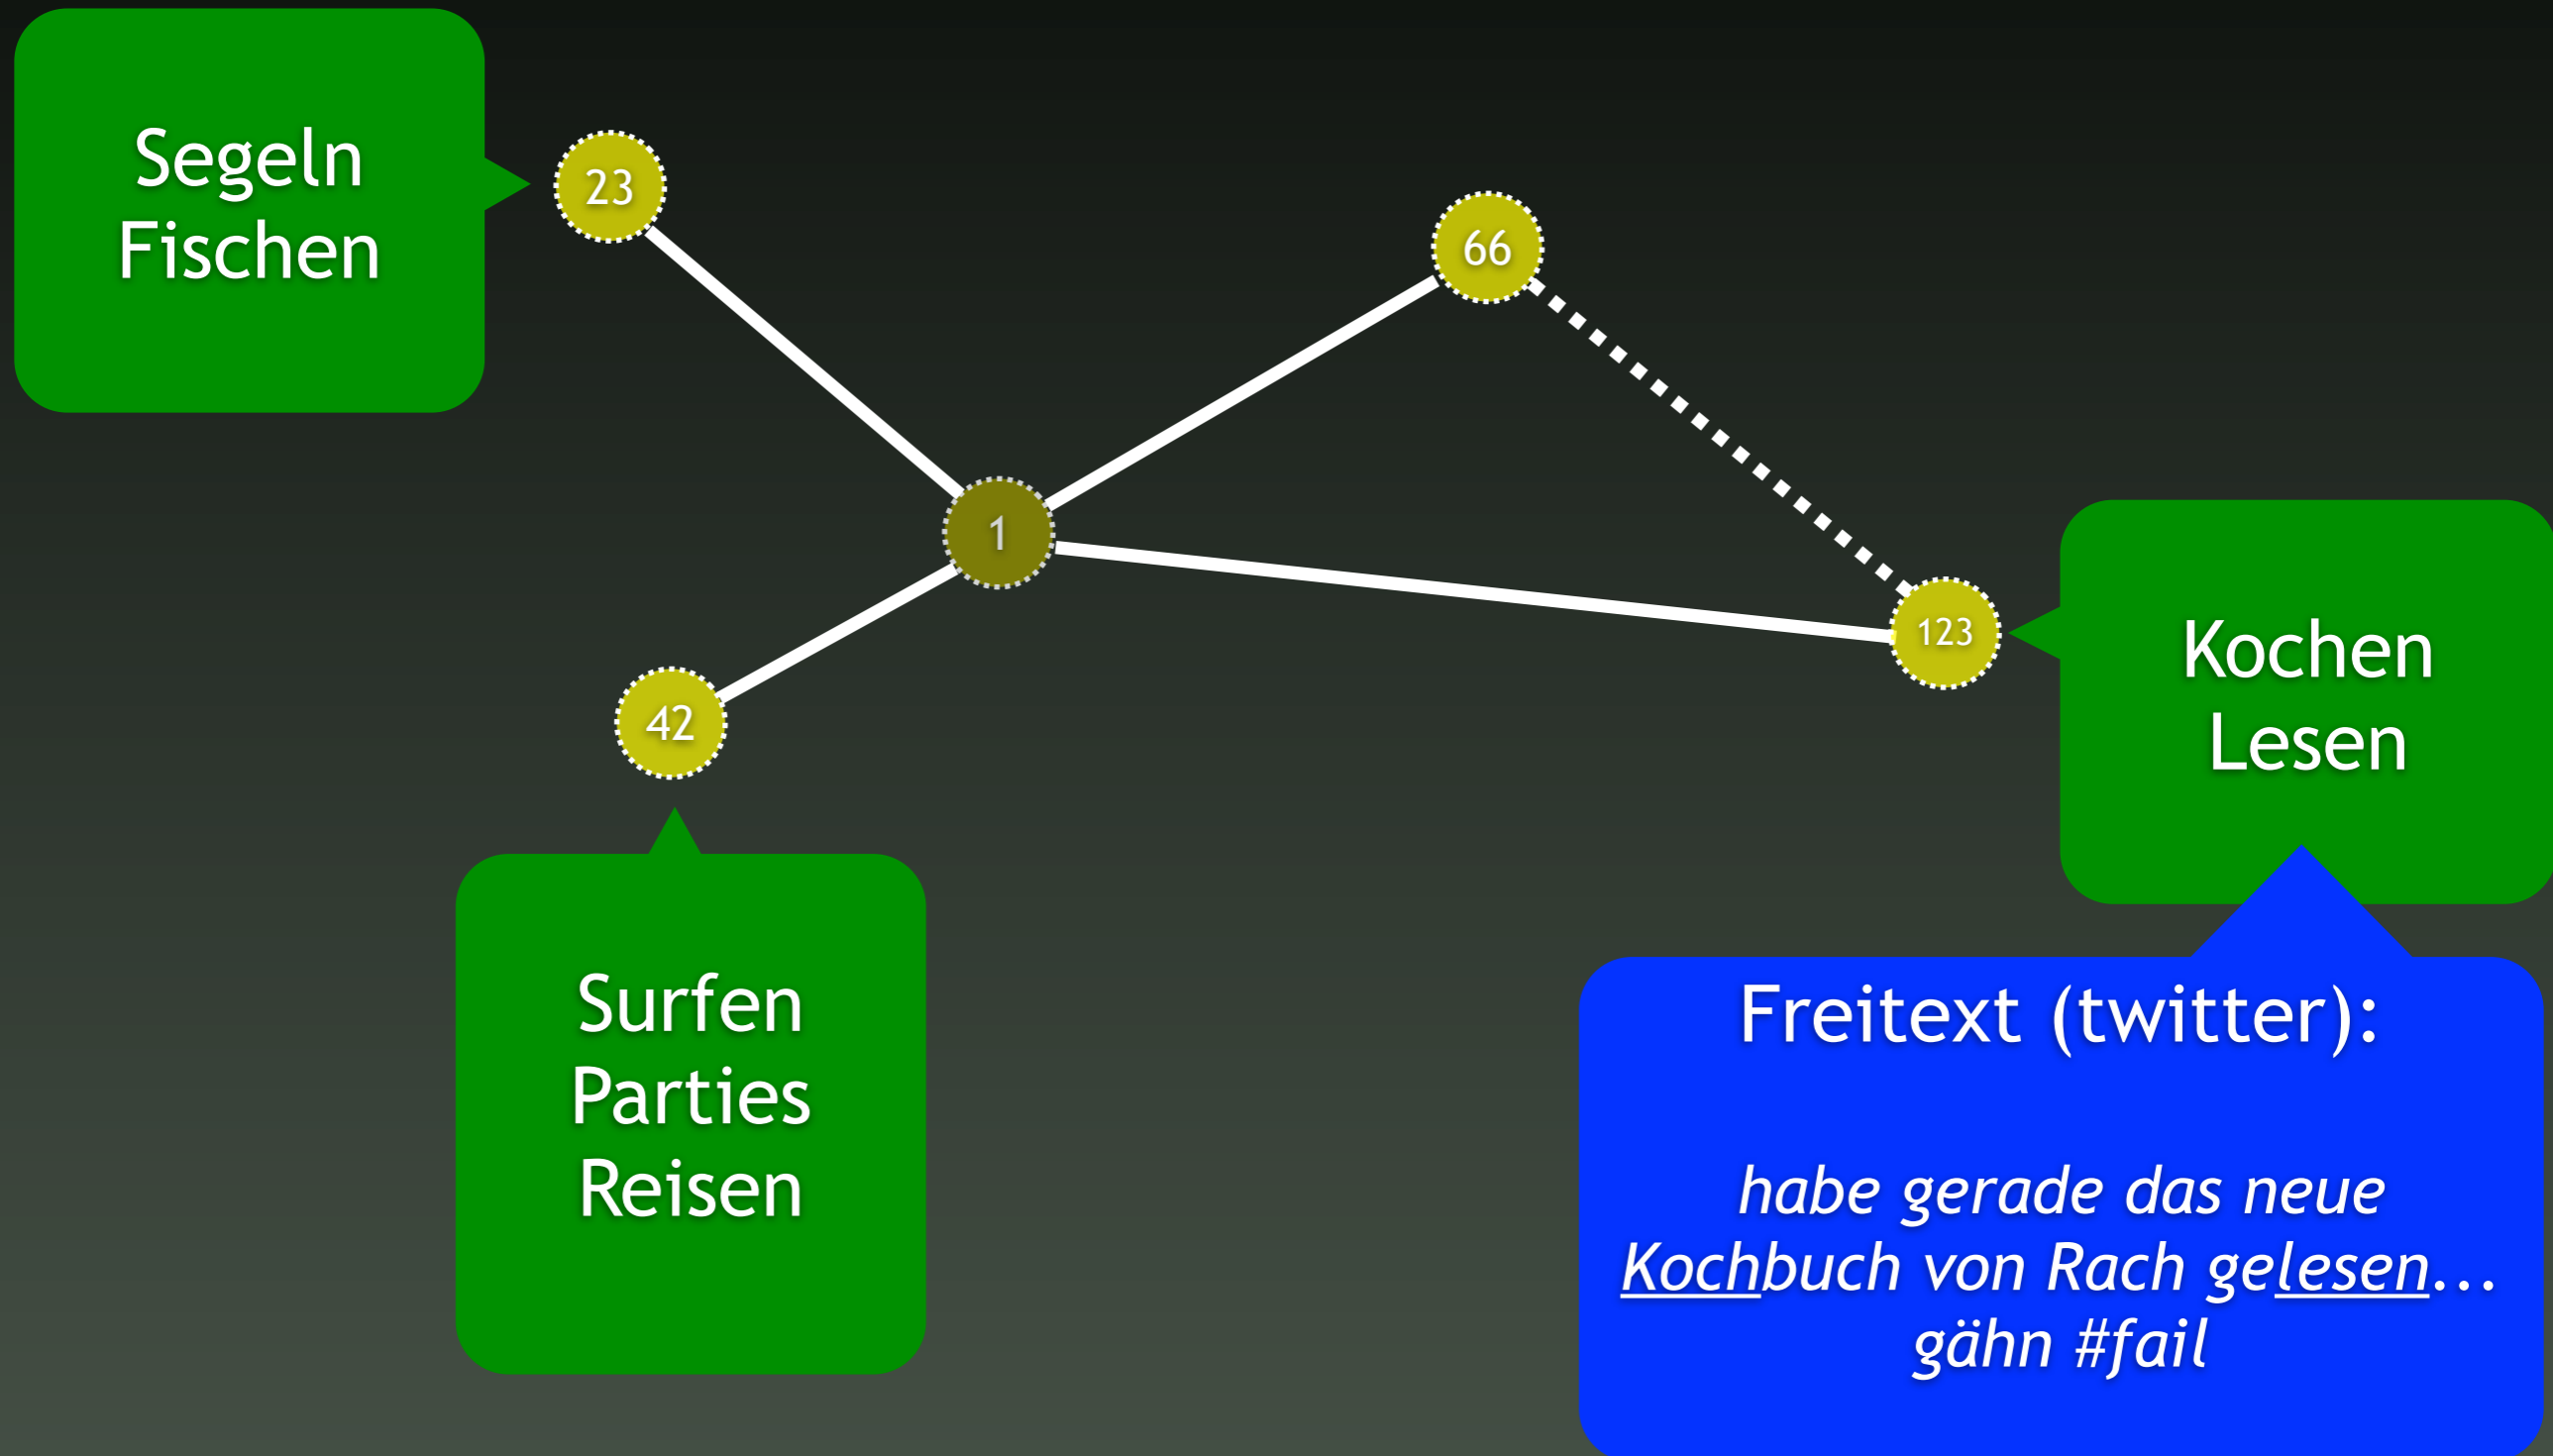 Segeln
Fischen
23
66
1
123
42
Kochen
Lesen
Surfen
Parties
Reisen
Freitext (twitter):
habe gerade das neue
Kochbuch von Rach gelesen...
gähn #fail